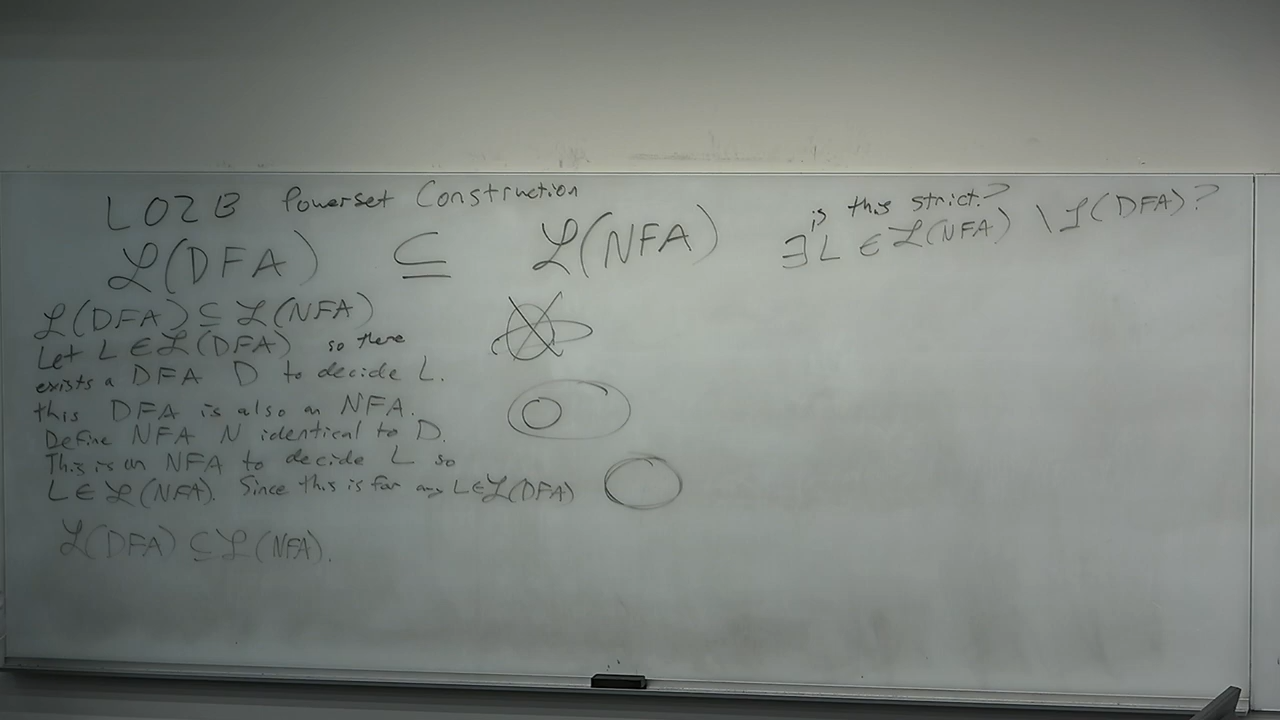 L02B Powerset Construction
ℒ(DFA) ⊆ ℒ(NFA)
is this strict?
∃L ∈ ℒ(NFA) \ ℒ(DFA)?
ℒ(DFA) ⊆ ℒ(NFA)
Let L ∈ ℒ(DFA) so there
exists a DFA D to decide L.
this DFA is also an NFA.
Define NFA N identical to D.
This is an NFA to decide L so
L ∈ ℒ(NFA). Since this is for any L∈ℒ(DFA)
ℒ(DFA) ⊆ ℒ(NFA).